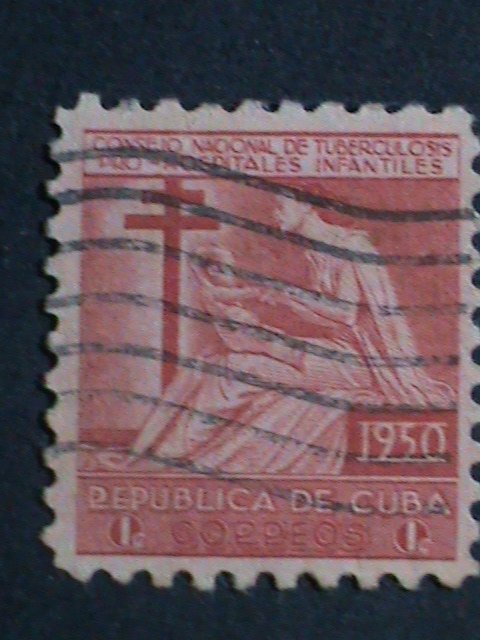 CONSEJO NACIONAL DE TUBERCULOSIS
PRO-HOSPITALES INFANTILES
1950
REPUBLICA DE CUBA
1c CORREOS 1c